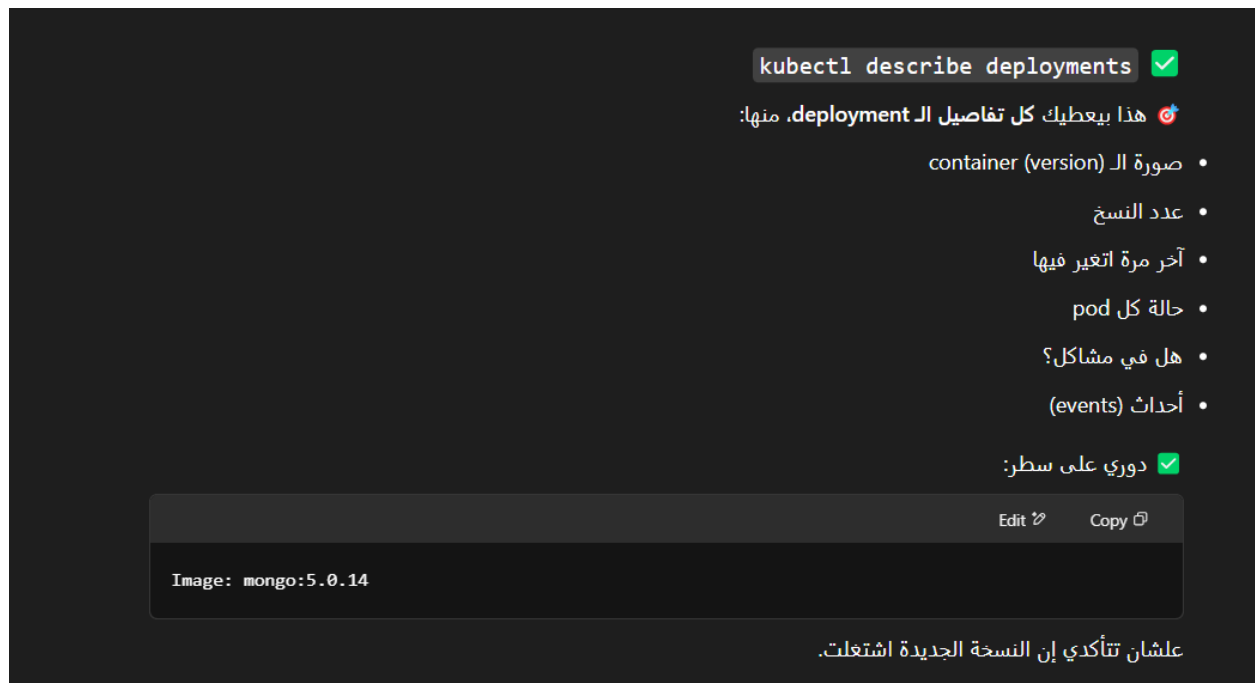 ✅ kubectl describe deployments
🎯 هذا بيعطيك كل تفاصيل الـ deployment، منها:
• صورة الـ container (version)
• عدد النسخ
• آخر مرة اتغير فيها
• حالة كل pod
• هل في مشاكل؟
• أحداث (events)
✅ دوري على سطر:
Copy Edit
Image: mongo:5.0.14
علشان تتأكدي إن النسخة الجديدة اشتغلت.